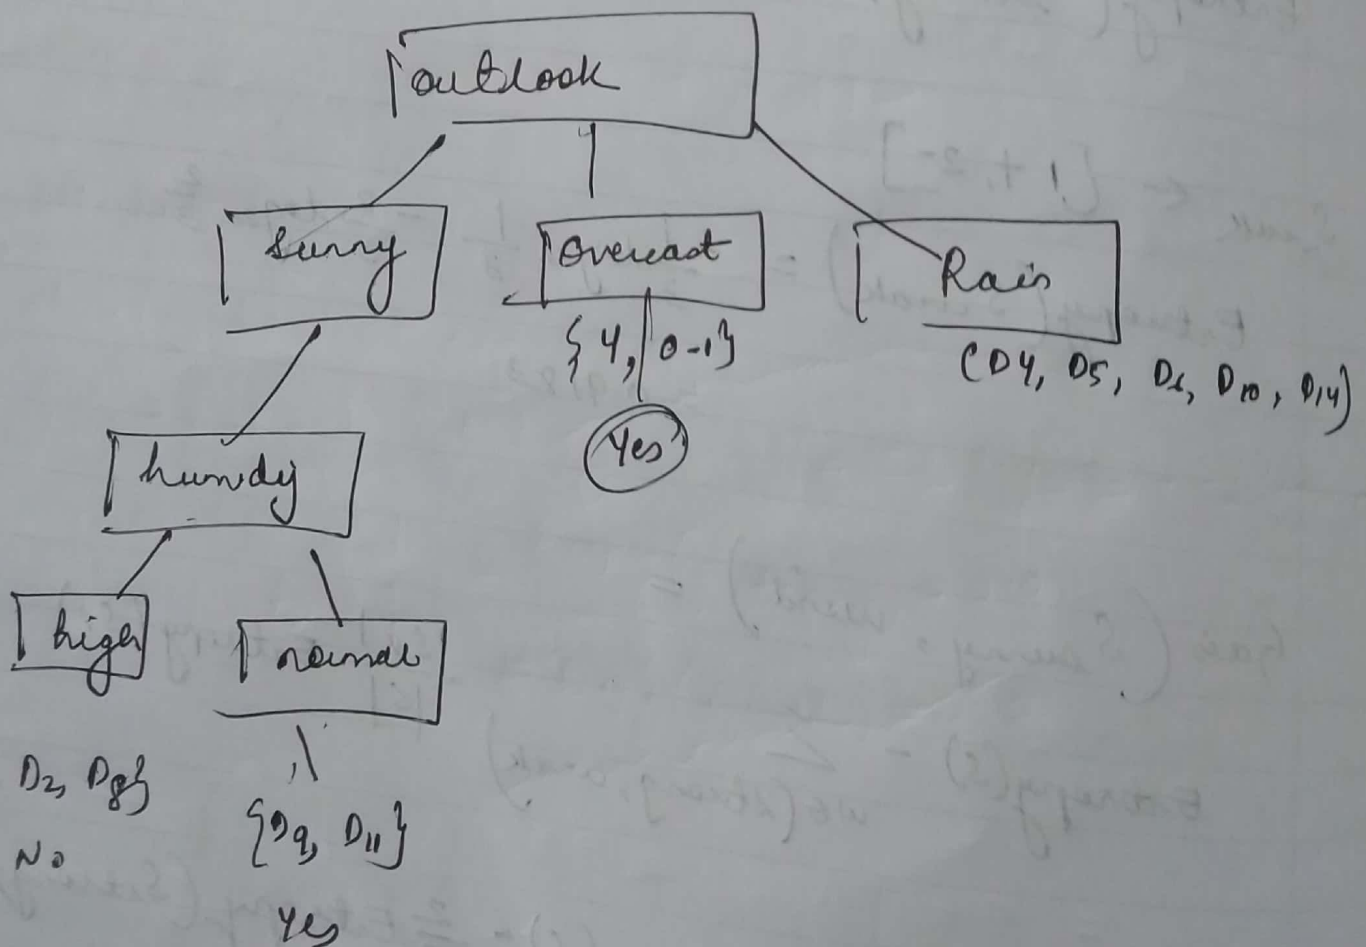 outlook
sunny
overcast
Rain
{4, 0-1}
(D4, D5, D6, D10, D14}
Yes
humdy
high
normal
D2, D8}
{D9, D11}
No
Yes